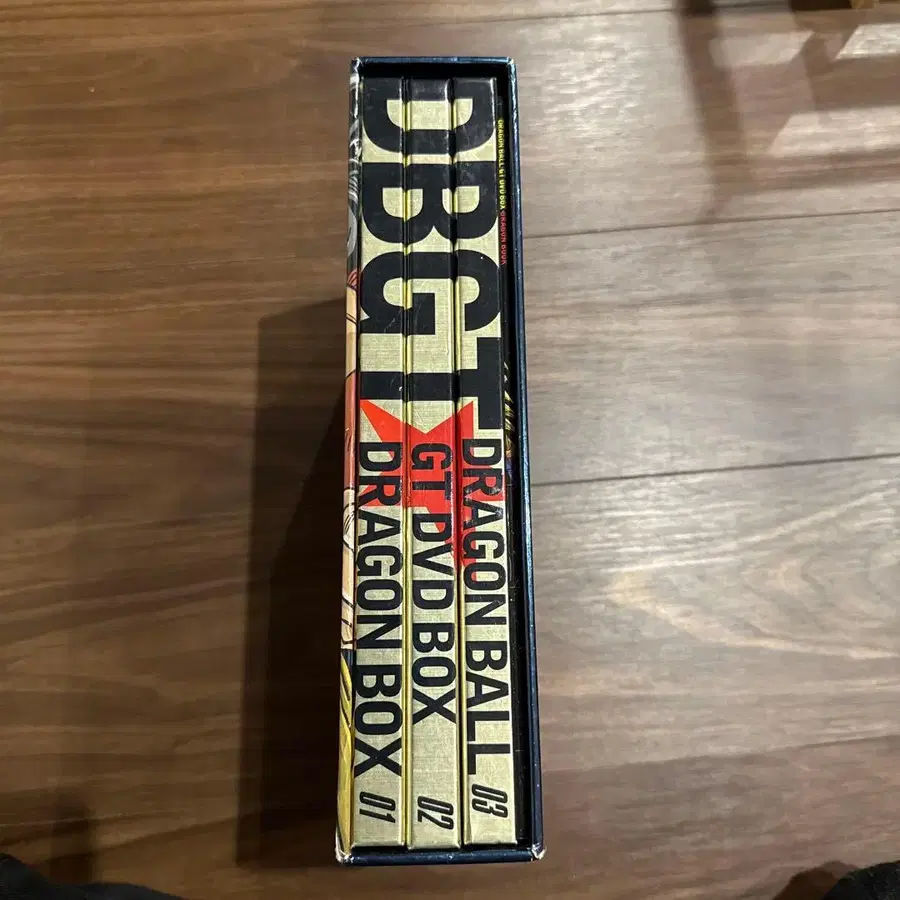 DBGT
DRAGON BALL
GT DVD BOX
DRAGON BOX
01
02
03
DRAGON BALL GT DVD BOX DRAGON BOOK